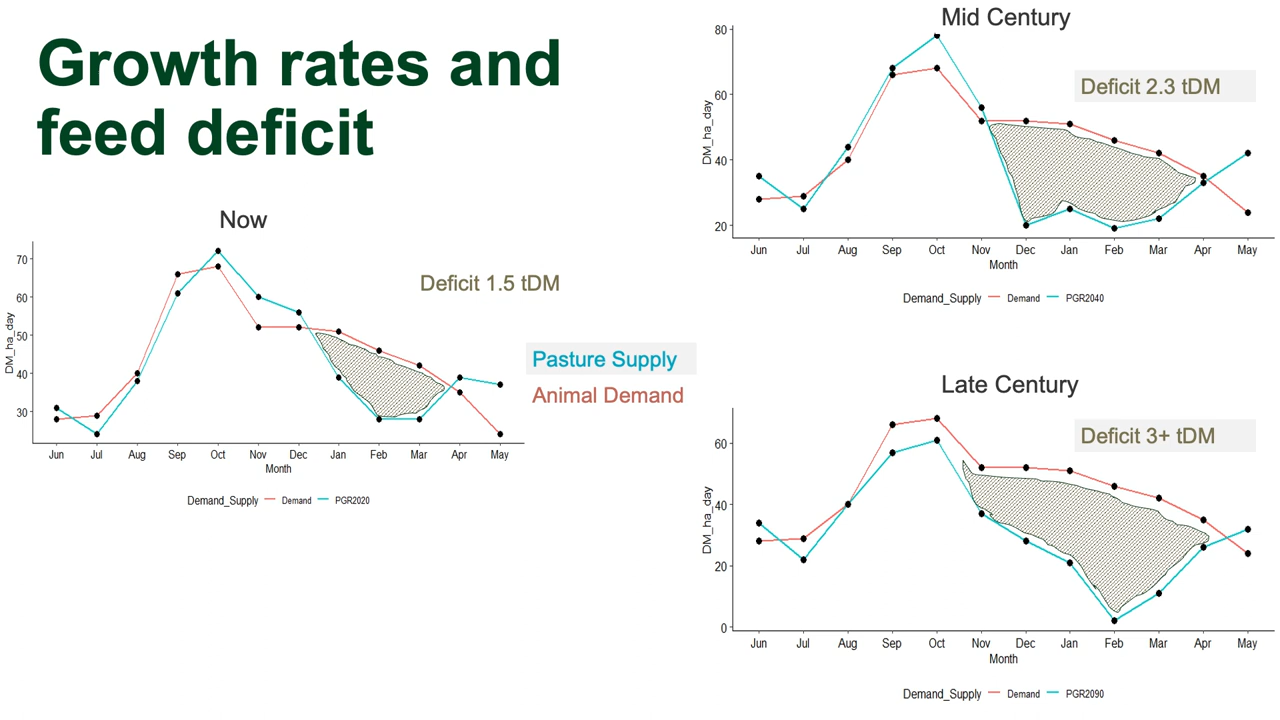 Growth rates and
feed deficit
Now
Deficit 1.5 tDM
DM_ha_day
70
60
50
40
30
Jun Jul Aug Sep Oct Nov Dec Jan Feb Mar Apr May
Month
Demand_Supply Demand PGR2020
Pasture Supply
Animal Demand
Mid Century
Deficit 2.3 tDM
DM_ha_day
80
60
40
20
Jun Jul Aug Sep Oct Nov Dec Jan Feb Mar Apr May
Month
Demand_Supply Demand PGR2040
Late Century
Deficit 3+ tDM
DM_ha_day
60
40
20
0
Jun Jul Aug Sep Oct Nov Dec Jan Feb Mar Apr May
Month
Demand_Supply Demand PGR2090